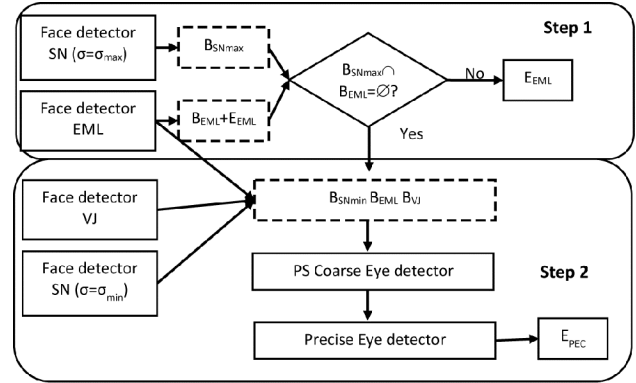 Face detector
SN (σ=σmax)
BSNmax
Step 1
BSNmax∩
BEML=∅?
No
EEML
Face detector
EML
BEML+EEML
Yes
Face detector
VJ
BSNmin BEML BVJ
Face detector
SN (σ=σmin)
PS Coarse Eye detector
Step 2
Precise Eye detector
EPEC